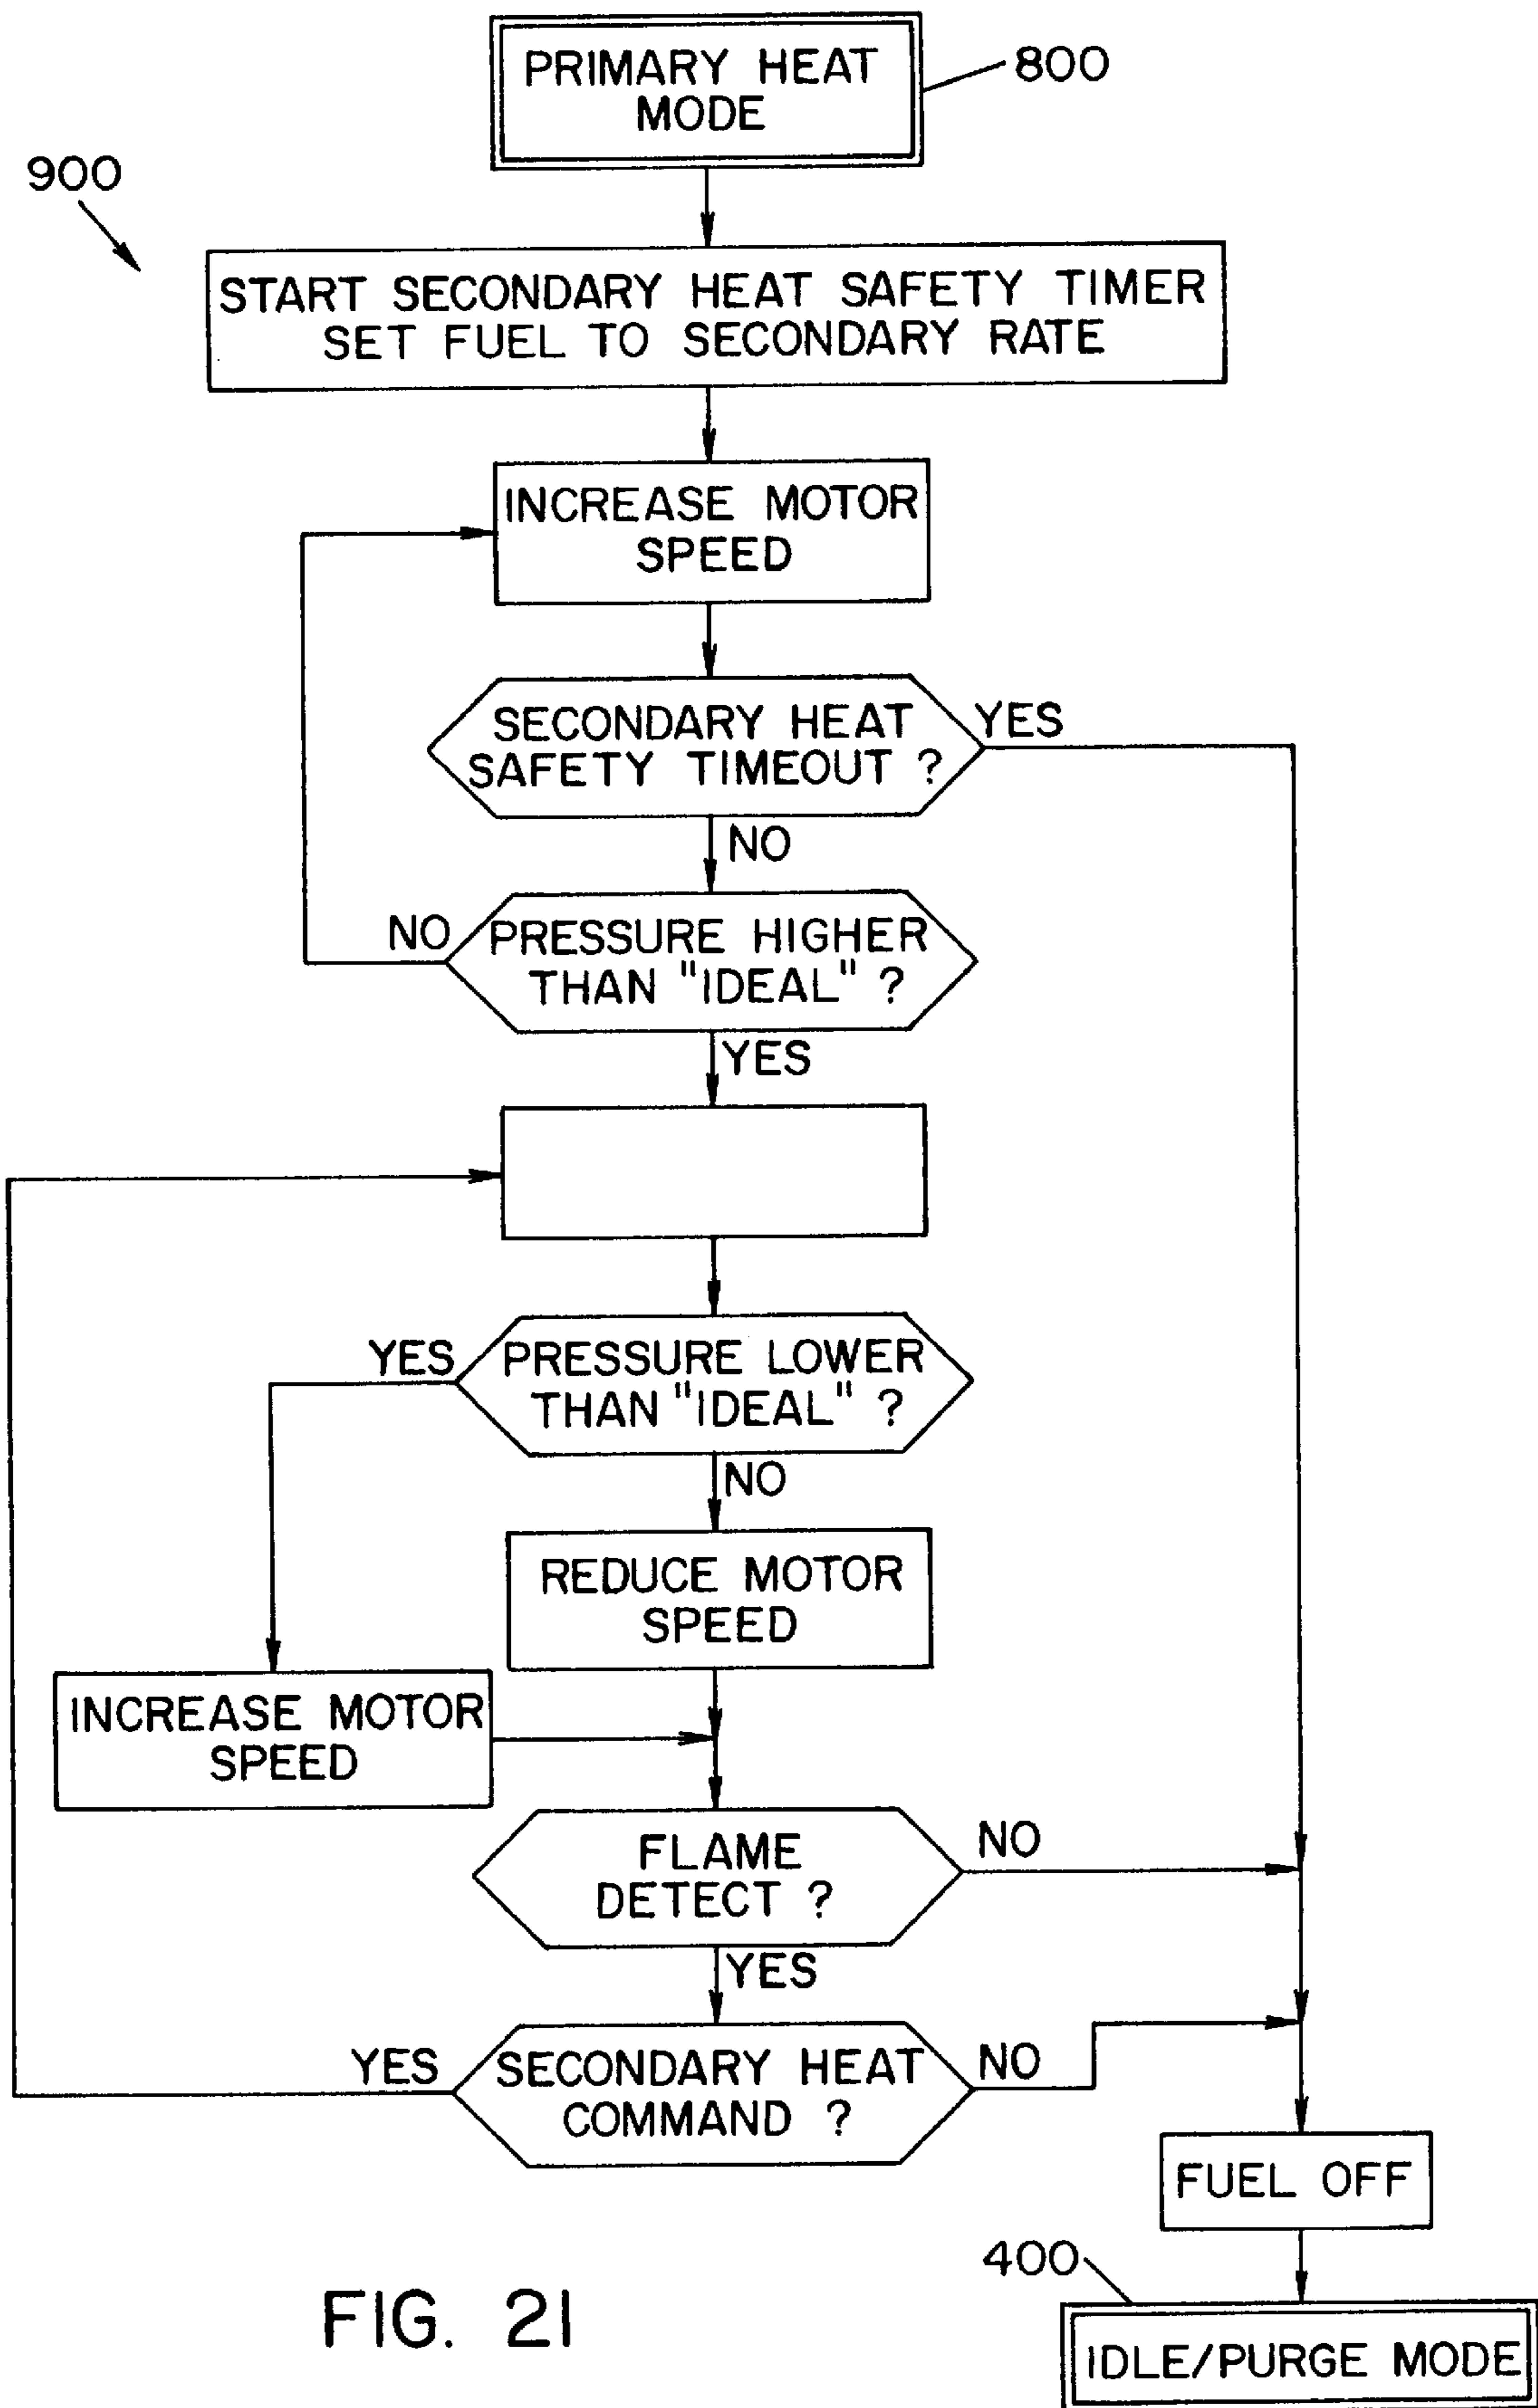 PRIMARY HEAT
MODE
800
900
START SECONDARY HEAT SAFETY TIMER
SET FUEL TO SECONDARY RATE
INCREASE MOTOR
SPEED
SECONDARY HEAT
SAFETY TIMEOUT ?
YES
NO
NO
PRESSURE HIGHER
THAN "IDEAL" ?
YES
YES
PRESSURE LOWER
THAN "IDEAL" ?
NO
REDUCE MOTOR
SPEED
INCREASE MOTOR
SPEED
FLAME
DETECT ?
NO
YES
YES
SECONDARY HEAT
COMMAND ?
NO
FUEL OFF
400
IDLE/PURGE MODE
FIG. 21